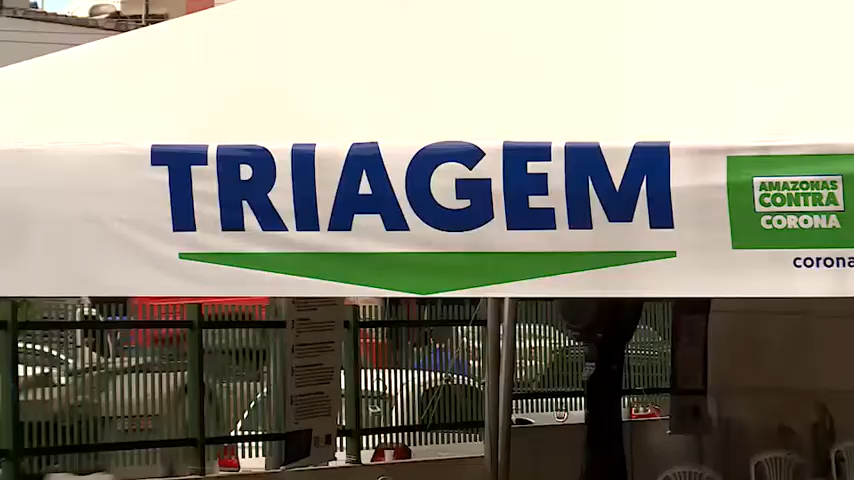 TRIAGEM
AMAZONAS
CONTRA
CORONA
corona